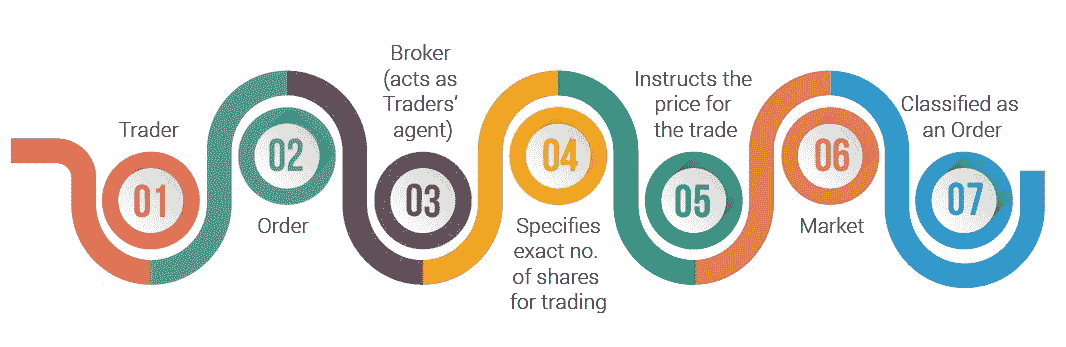 Trader
01
02
Order
Broker
(acts as
Traders'
agent)
03
04
Specifies
exact no.
of shares
for trading
Instructs the
price for
the trade
05
06
Market
Classified as
an Order
07